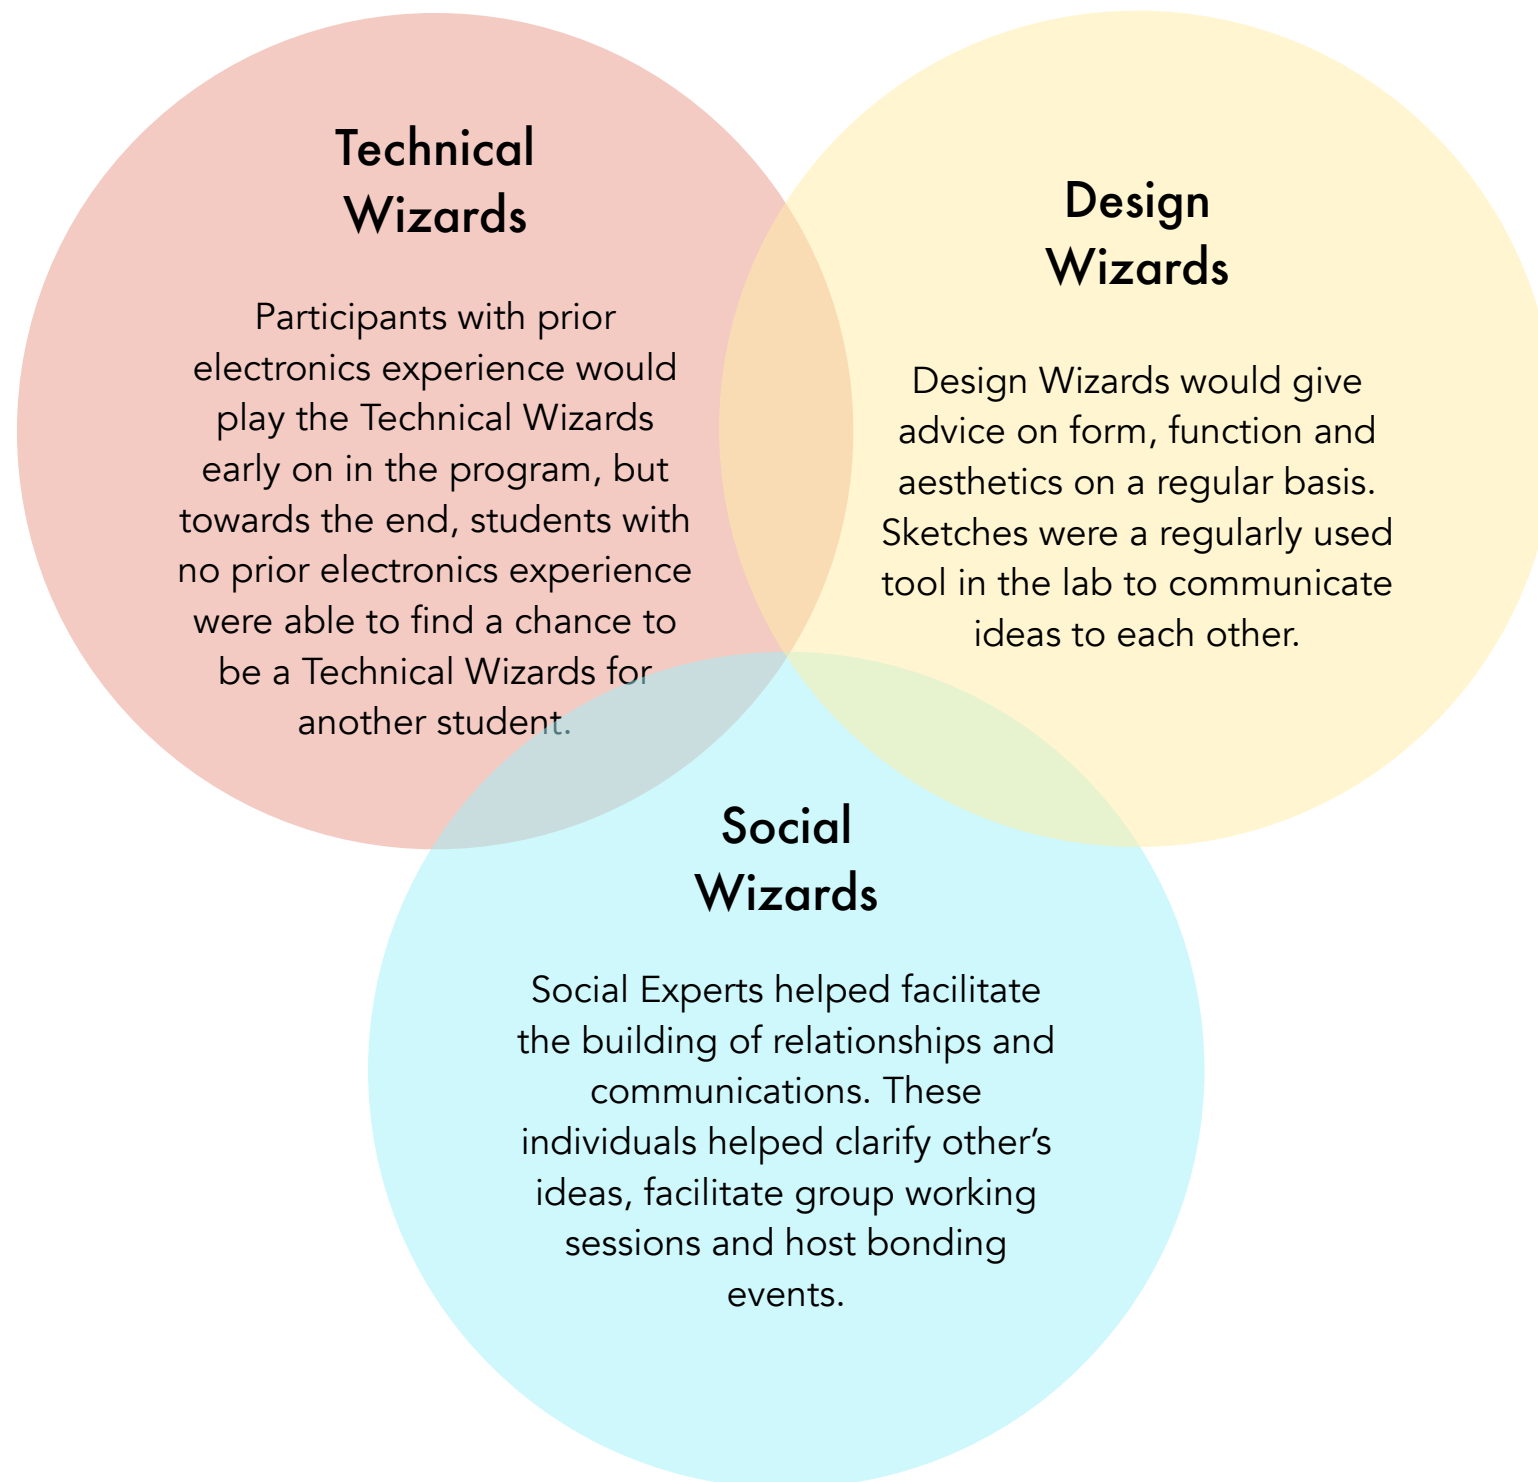 Technical
Wizards
Participants with prior
electronics experience would
play the Technical Wizards
early on in the program, but
towards the end, students with
no prior electronics experience
were able to find a chance to
be a Technical Wizards for
another student.
Design
Wizards
Design Wizards would give
advice on form, function and
aesthetics on a regular basis.
Sketches were a regularly used
tool in the lab to communicate
ideas to each other.
Social
Wizards
Social Experts helped facilitate
the building of relationships and
communications. These
individuals helped clarify other’s
ideas, facilitate group working
sessions and host bonding
events.